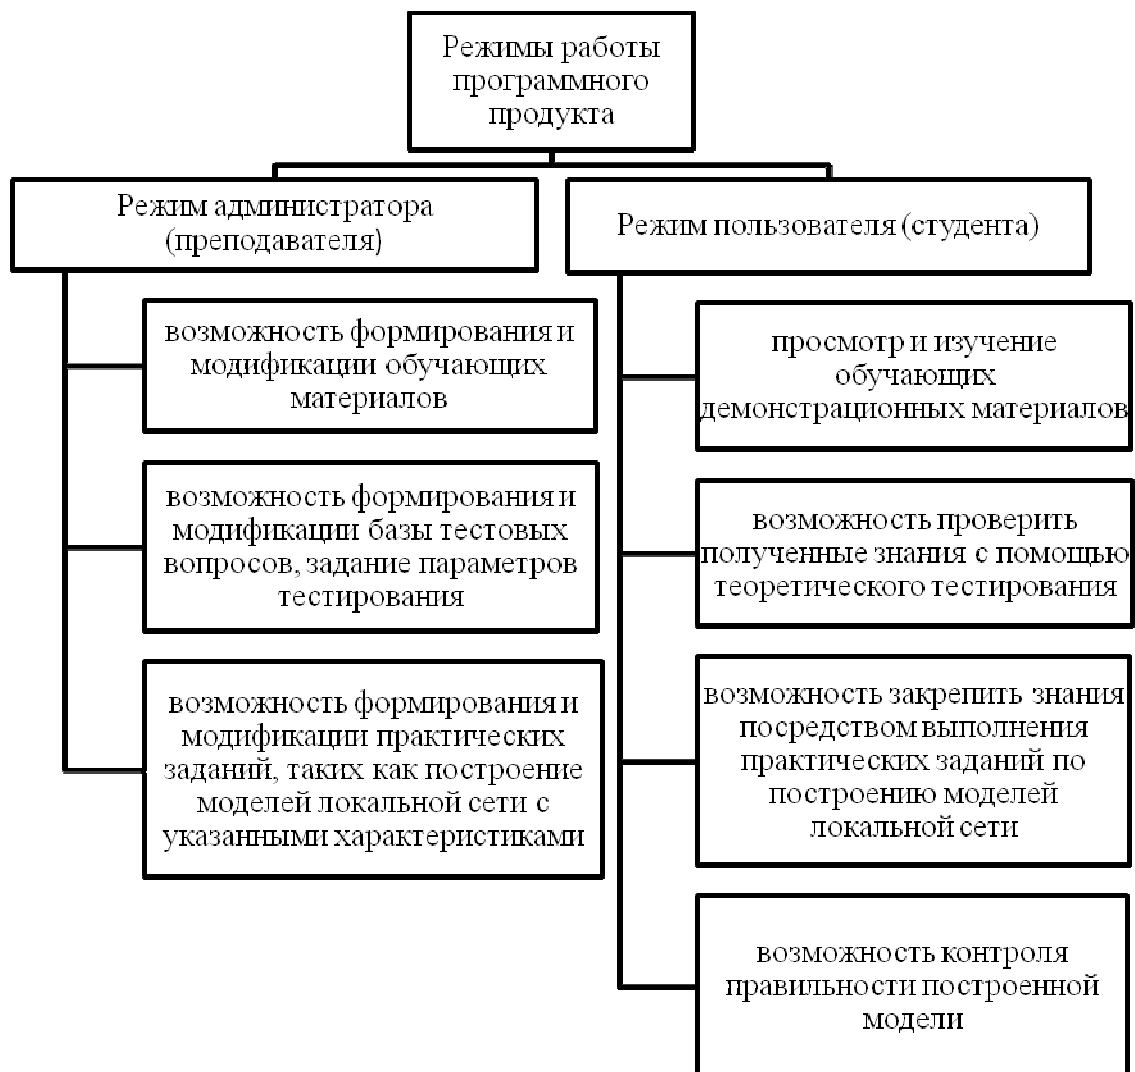 Режимы работы
программного
продукта
Режим администратора
(преподавателя)
возможность формирования и
модификации обучающих
материалов
возможность формирования и
модификации базы тестовых
вопросов, задание параметров
тестирования
возможность формирования и
модификации практических
заданий, таких как построение
моделей локальной сети с
указанными характеристиками
Режим пользователя (студента)
просмотр и изучение
обучающих
демонстрационных материалов
возможность проверить
полученные знания с помощью
теоретического тестирования
возможность закрепить знания
посредством выполнения
практических заданий по
построению моделей
локальной сети
возможность контроля
правильности построенной
модели